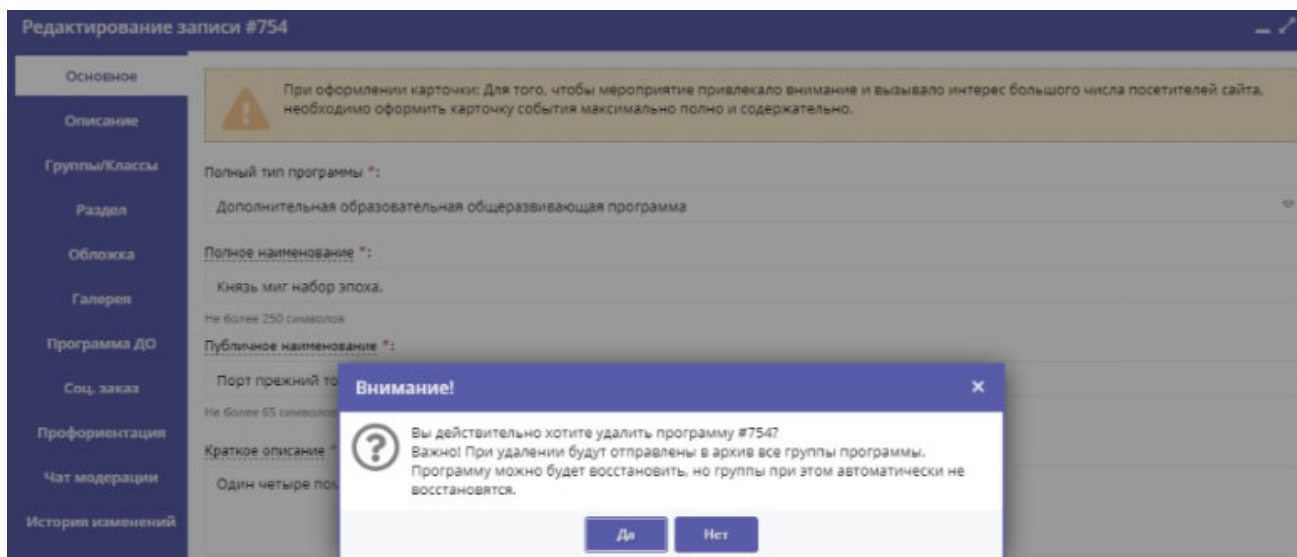 Редактирование записи #754
Основное
Описание
Группы/Классы
Раздел
Обложка
Галерея
Программа ДО
Соц. заказ
Профориентация
Чат модерации
История изменений
При оформлении карточки: Для того, чтобы мероприятие привлекало внимание и вызывало интерес большого числа посетителей сайта,
необходимо оформить карточку события максимально полно и содержательно.
Полный тип программы *:
Дополнительная образовательная общеразвивающая программа
Полное наименование *:
Князь миг набор эпоха.
Не более 250 символов
Публичное наименование *:
Порт прежний то
Не более 65 символов
Краткое описание *
Один четыре пом
Внимание!
Вы действительно хотите удалить программу #754?
Важно! При удалении будут отправлены в архив все группы программы.
Программу можно будет восстановить, но группы при этом автоматически не
восстановятся.
Да
Нет